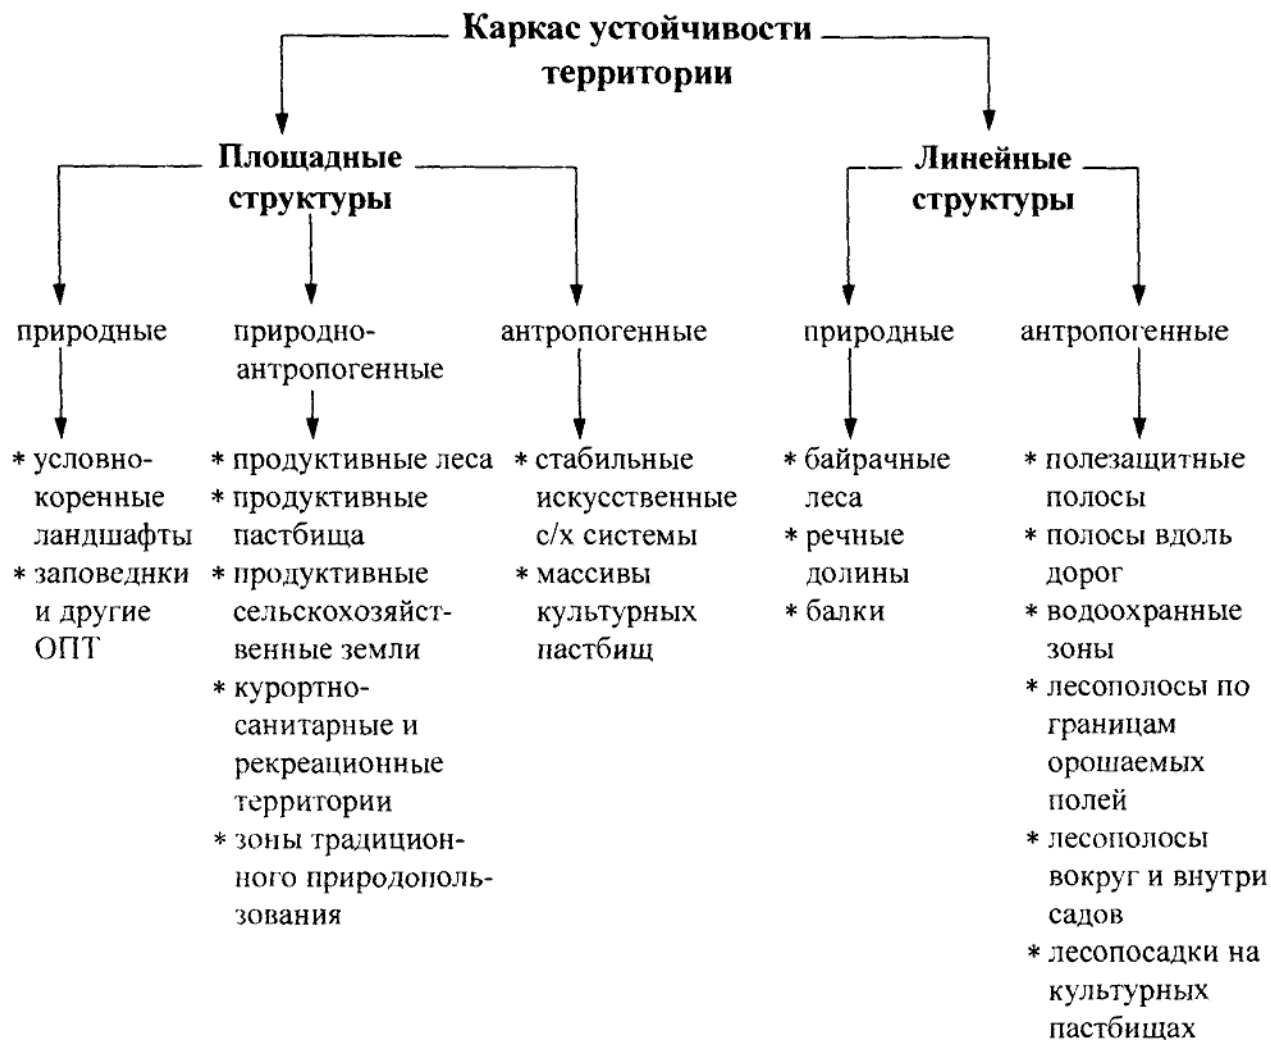 Каркас устойчивости
территории
Площадные
структуры
Линейные
структуры
природные
природно-
антропогенные
антропогенные
природные
антропогенные
* условно-
коренные
ландшафты
* заповеднки
и другие
ОПТ
* продуктивные леса
* продуктивные
пастбища
* продуктивные
сельскохозяйст-
венные земли
* курортно-
санитарные и
рекреационные
территории
* зоны традицион-
ного природополь-
зования
* стабильные
искусственные
с/х системы
* массивы
культурных
пастбищ
* байрачные
леса
* речные
долины
* балки
* полезащитные
полосы
* полосы вдоль
дорог
* водоохранные
зоны
* лесополосы по
границам
орошаемых
полей
* лесополосы
вокруг и внутри
садов
* лесопосадки на
культурных
пастбищах